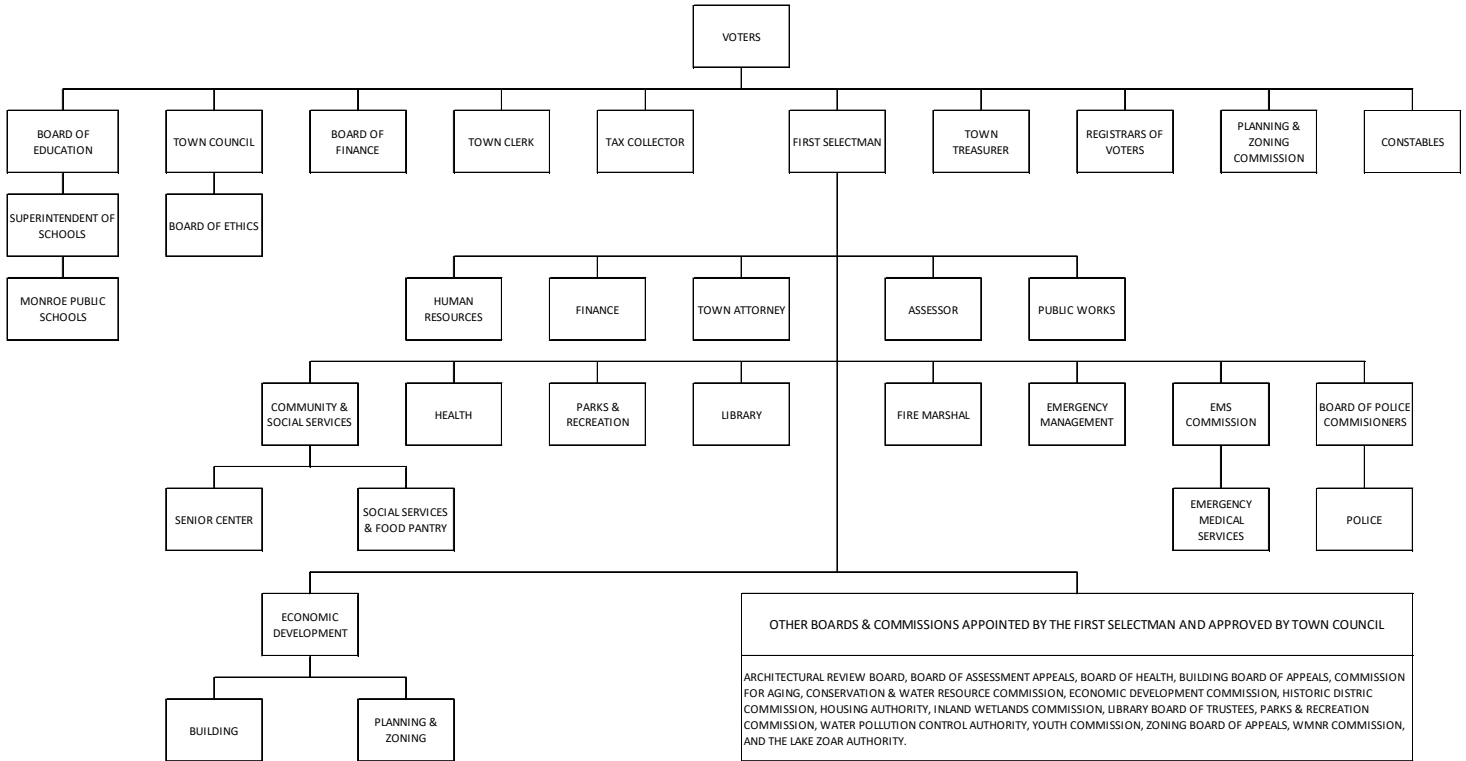 VOTERS
BOARD OF
EDUCATION
TOWN COUNCIL
BOARD OF
FINANCE
TOWN CLERK
TAX COLLECTOR
FIRST SELECTMAN
TOWN
TREASURER
REGISTRARS OF
VOTERS
PLANNING &
ZONING
COMMISSION
CONSTABLES
SUPERINTENDENT OF
SCHOOLS
BOARD OF ETHICS
MONROE PUBLIC
SCHOOLS
HUMAN
RESOURCES
FINANCE
TOWN ATTORNEY
ASSESSOR
PUBLIC WORKS
COMMUNITY &
SOCIAL SERVICES
HEALTH
PARKS &
RECREATION
LIBRARY
FIRE MARSHAL
EMERGENCY
MANAGEMENT
EMS
COMMISSION
BOARD OF POLICE
COMMISIONERS
SENIOR CENTER
SOCIAL SERVICES
& FOOD PANTRY
EMERGENCY
MEDICAL
SERVICES
POLICE
ECONOMIC
DEVELOPMENT
BUILDING
PLANNING &
ZONING
OTHER BOARDS & COMMISSIONS APPOINTED BY THE FIRST SELECTMAN AND APPROVED BY TOWN COUNCIL
ARCHITECTURAL REVIEW BOARD, BOARD OF ASSESSMENT APPEALS, BOARD OF HEALTH, BUILDING BOARD OF APPEALS, COMMISSION
FOR AGING, CONSERVATION & WATER RESOURCE COMMISSION, ECONOMIC DEVELOPMENT COMMISSION, HISTORIC DISTRIC
COMMISSION, HOUSING AUTHORITY, INLAND WETLANDS COMMISSION, LIBRARY BOARD OF TRUSTEES, PARKS & RECREATION
COMMISSION, WATER POLLUTION CONTROL AUTHORITY, YOUTH COMMISSION, ZONING BOARD OF APPEALS, WMNR COMMISSION,
AND THE LAKE ZOAR AUTHORITY.